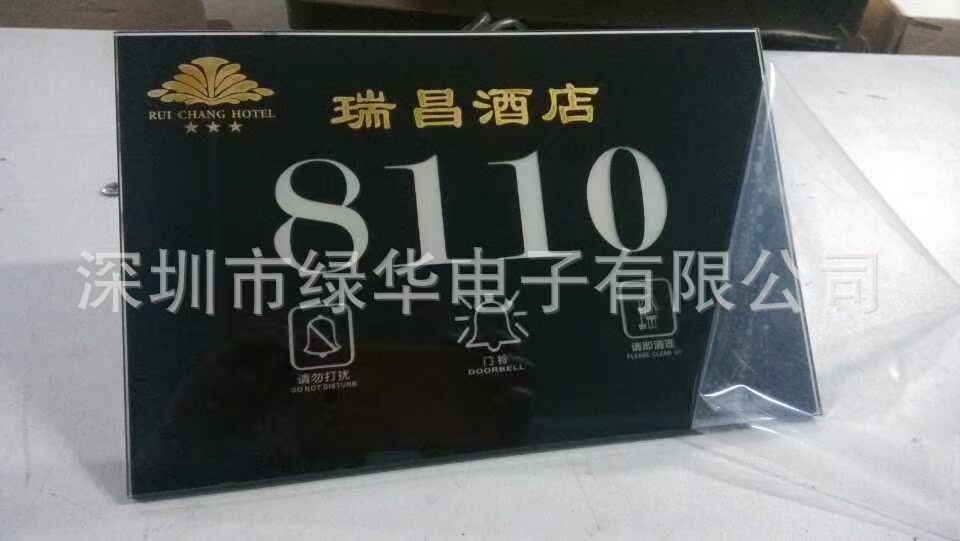 RUI CHANG HOTEL
★★★
瑞昌酒店
8110
深圳市绿华电子有限公司
请勿打扰
DO NOT DISTURB
门铃
DOORBELL
请即清理
PLEASE CLEAN UP